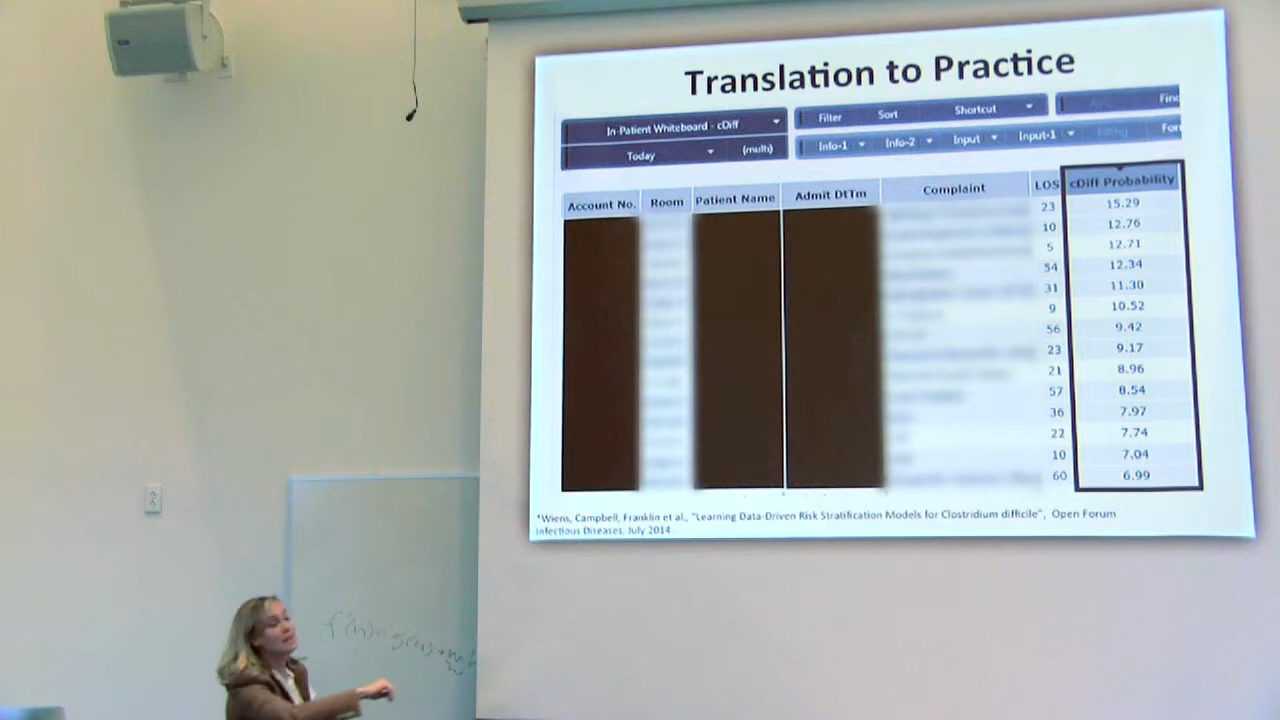 Translation to Practice
In-Patient Whiteboard - cDiff
Filter Sort Shortcut
Today (multi)
Info-1 Info-2 Input Input-1
Account No. Room Patient Name Admit DtTm Complaint LOS cDiff Probability
23 15.29
10 12.76
5 12.71
54 12.34
31 11.30
9 10.52
56 9.42
23 9.17
21 8.96
57 8.54
36 7.97
22 7.74
10 7.04
60 6.99
*Wiens, Campbell, Franklin et al., "Learning Data-Driven Risk Stratification Models for Clostridium difficile", Open Forum
Infectious Diseases, July 2014.